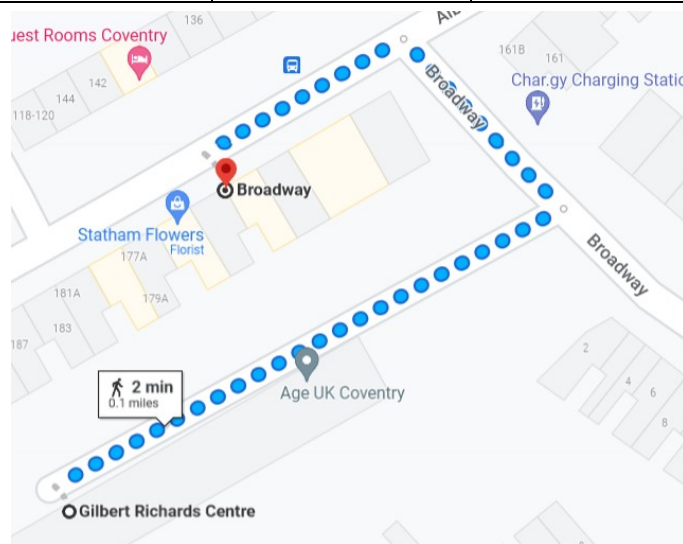 136
uest Rooms Coventry
142
144
118-120
161B
161
Char.gy Charging Static
Broadway
Broadway
Statham Flowers
Florist
177A
179A
181A
183
187
Broadway
2 min
0.1 miles
Age UK Coventry
2
4
6
8
Gilbert Richards Centre